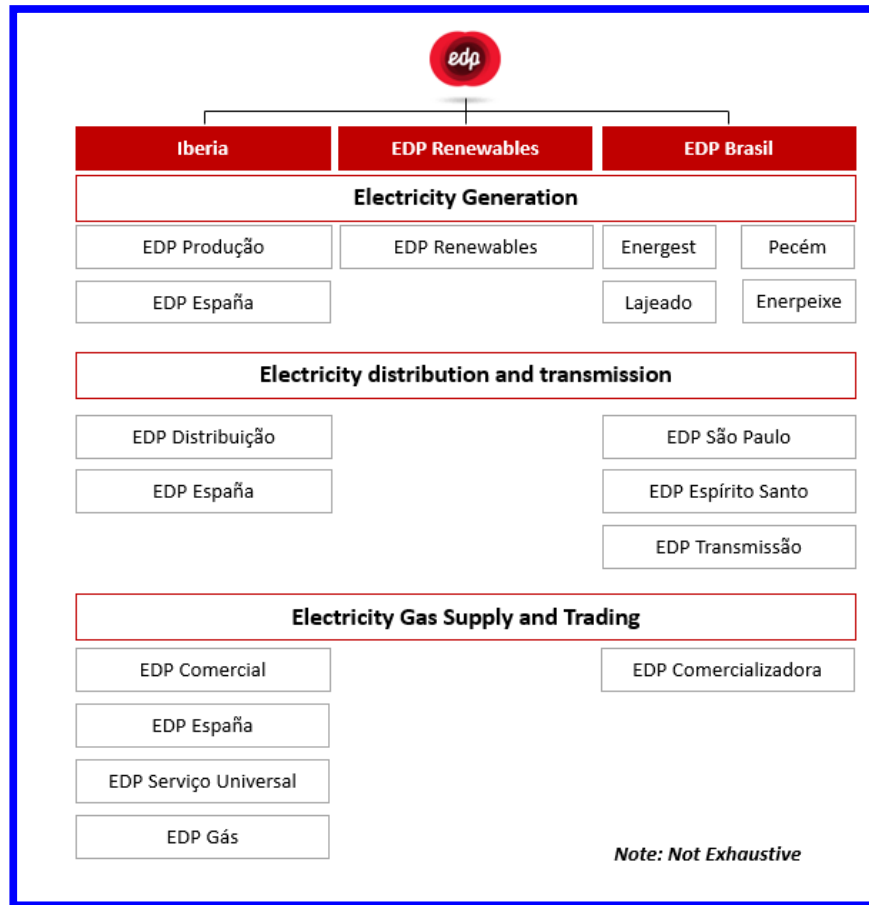 edp
Iberia
EDP Renewables
EDP Brasil
Electricity Generation
EDP Produção
EDP Renewables
Energest
Pecém
EDP España
Lajeado
Enerpeixe
Electricity distribution and transmission
EDP Distribuição
EDP São Paulo
EDP España
EDP Espírito Santo
EDP Transmissão
Electricity Gas Supply and Trading
EDP Comercial
EDP Comercializadora
EDP España
EDP Serviço Universal
EDP Gás
Note: Not Exhaustive